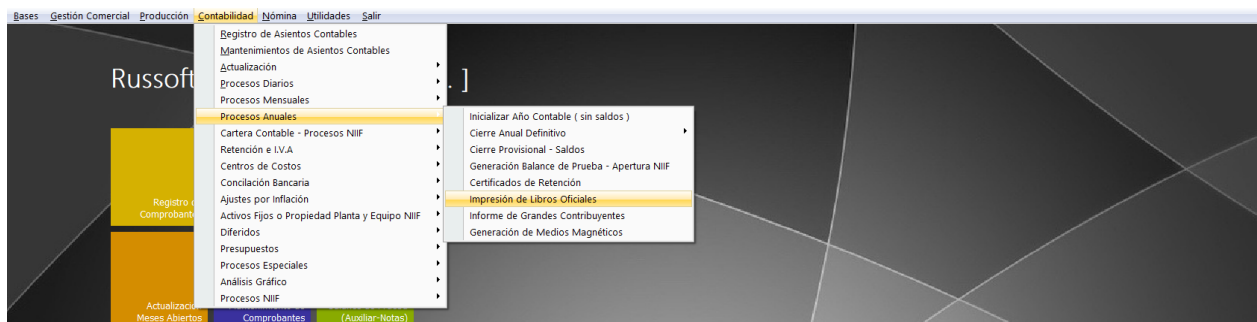 Bases Gestión Comercial Producción Contabilidad Nómina Utilidades Salir
Registro de Asientos Contables
Mantenimientos de Asientos Contables
Actualización
Procesos Diarios
Procesos Mensuales
Procesos Anuales
Cartera Contable - Procesos NIIF
Retención e I.V.A
Centros de Costos
Conclación Bancaria
Ajustes por Inflación
Activos Fijos o Propiedad Planta y Equipo NIIF
Diferidos
Presupuestos
Procesos Especiales
Análisis Gráfico
Procesos NIIF
Inicializar Año Contable ( sin saldos )
Cierre Anual Definitivo
Cierre Provisional - Saldos
Generación Balance de Prueba - Apertura NIIF
Certificados de Retención
Impresión de Libros Oficiales
Informe de Grandes Contribuyentes
Generación de Medios Magnéticos
Russoft . ]
Registro
Comprobant
Actualizacio
Meses Abiertos
Comprobantes
(Auxiliar-Notas)